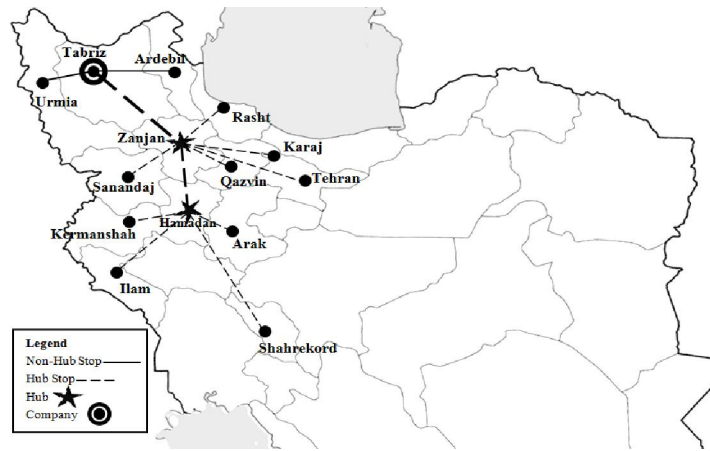 Tabriz
Ardebil
Urmia
Rasht
Zanjan
Karaj
Qazvin
Tehran
Sanandaj
Hamadan
Kermanshah
Arak
Ilam
Shahrekord
Legend
Non-Hub Stop
Hub Stop
Hub
Company